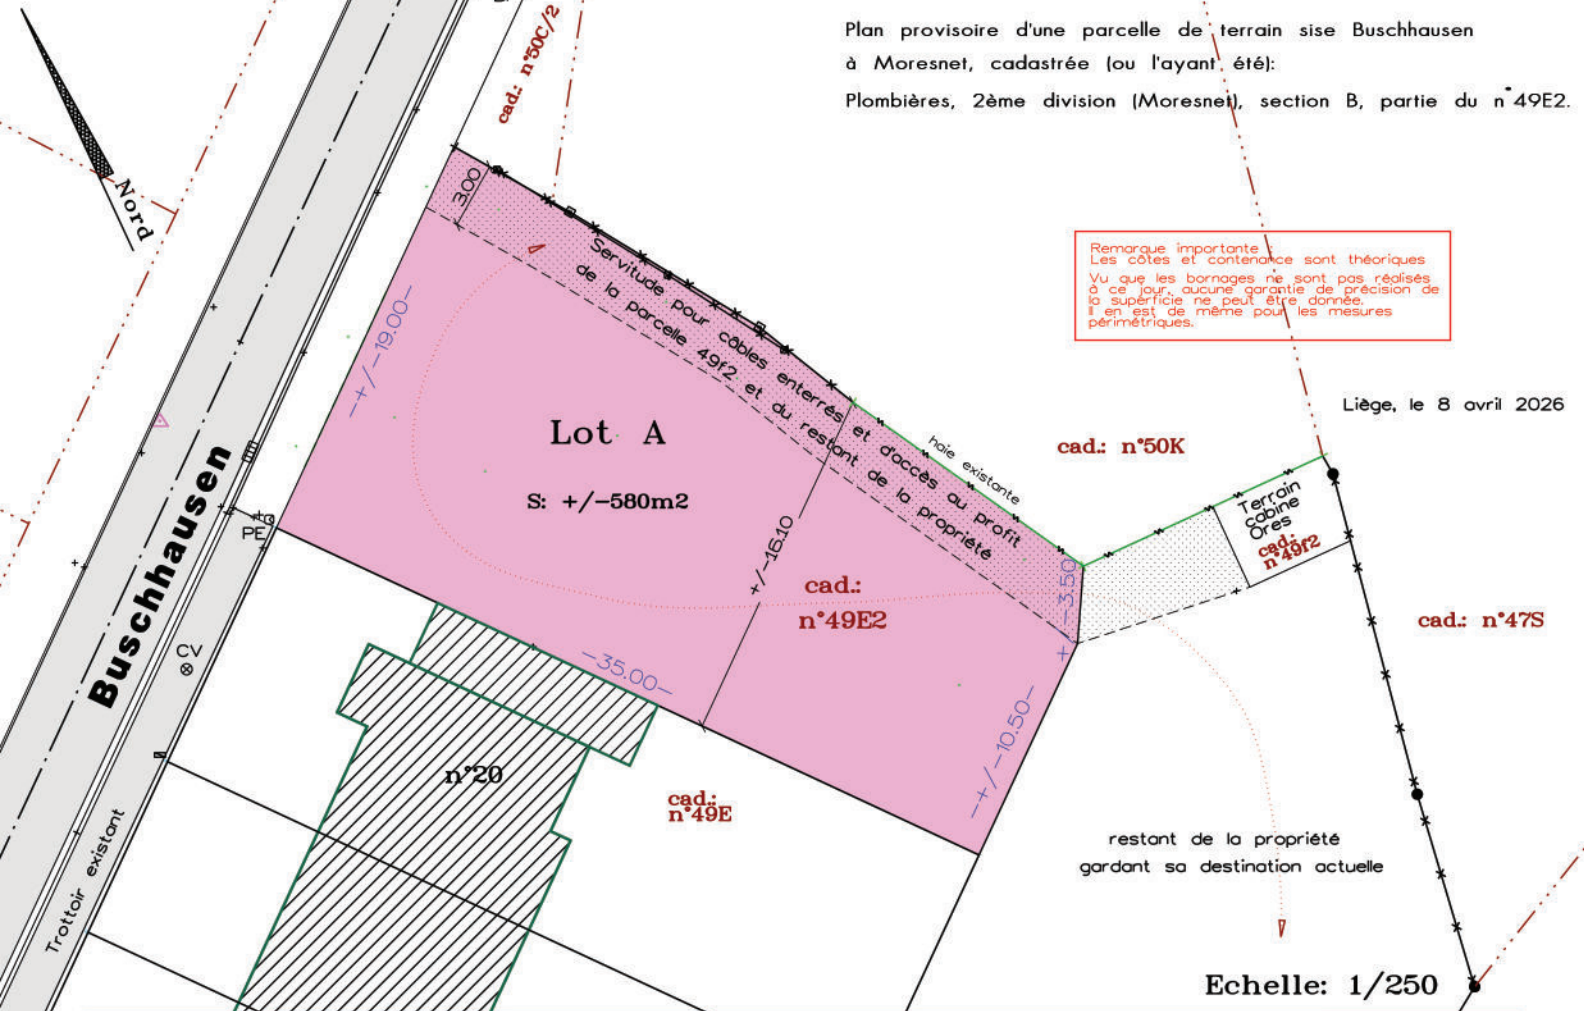 Plan provisoire d'une parcelle de terrain sise Buschhausen
à Moresnet, cadastrée (ou l'ayant été):
Plombières, 2ème division (Moresnet), section B, partie du n°49E2.
cad.: n°50C/2
Nord
3.00
Servitude pour câbles enterrés et d'accès au profit
de la parcelle 49f2 et du restant de la propriété
Remarque importante :
Les côtes et contenance sont théoriques
Vu que les bornages ne sont pas réalisés
à ce jour, aucune garantie de précision de
la superficie ne peut être donnée.
Il en est de même pour les mesures
périmétriques.
Liège, le 8 avril 2026
-+/-19.00-
Lot A
S: +/-580m2
haie existante
cad.: n°50K
Terrain
cabine
Ores
cad.:
n°49f2
+/-16.10
+/-3.50
cad.:
n°49E2
cad.: n°47S
Buschhausen
PE
CV
-35.00-
-+/-10.50-
n°20
cad.:
n°49E
restant de la propriété
gardant sa destination actuelle
Trottoir existant
Echelle: 1/250